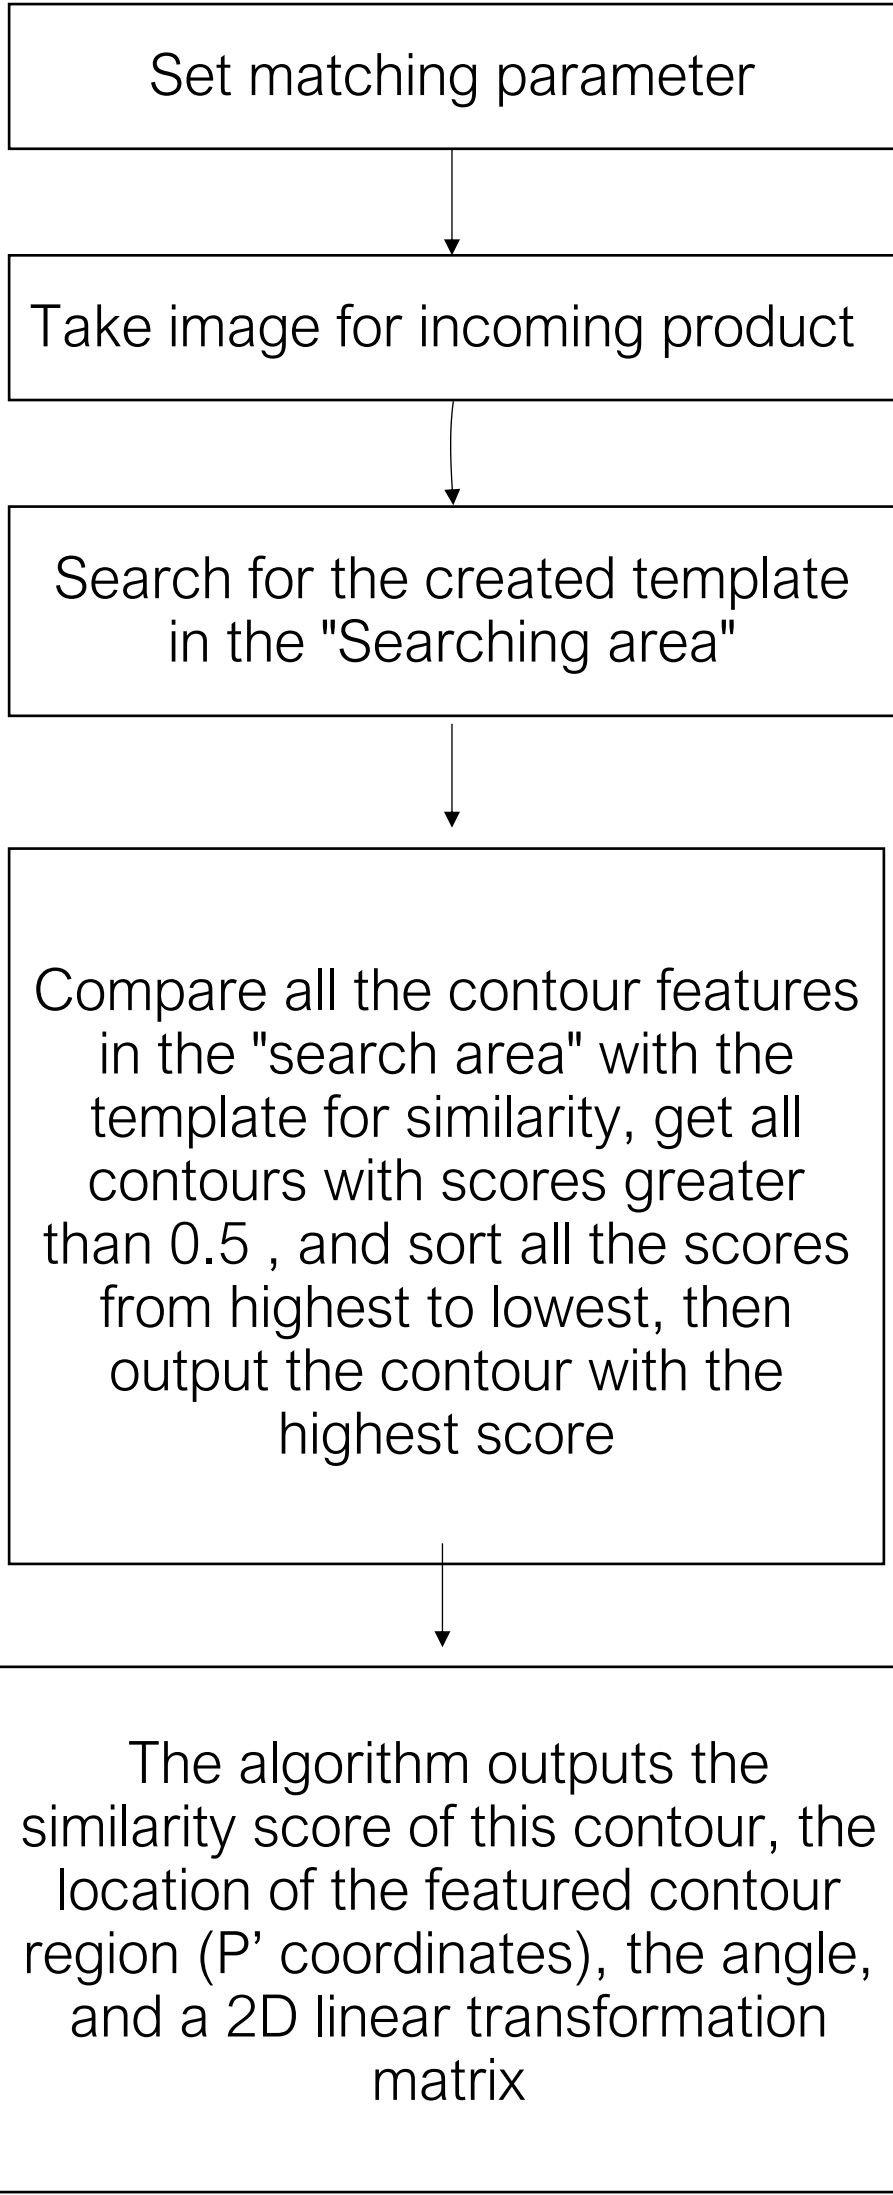 Set matching parameter
Take image for incoming product
Search for the created template
in the "Searching area"
Compare all the contour features
in the "search area" with the
template for similarity, get all
contours with scores greater
than 0.5 , and sort all the scores
from highest to lowest, then
output the contour with the
highest score
The algorithm outputs the
similarity score of this contour, the
location of the featured contour
region (P’ coordinates), the angle,
and a 2D linear transformation
matrix